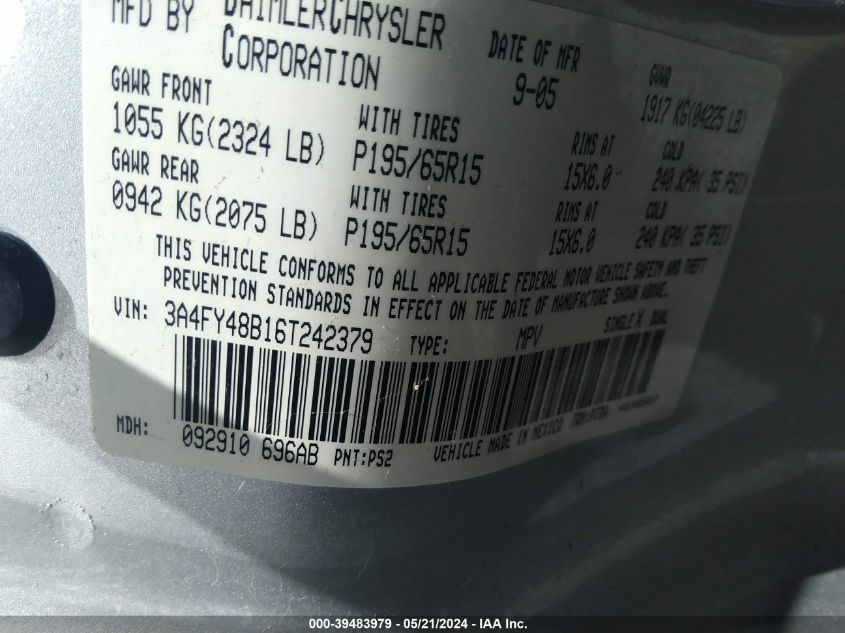 MFD BY DAIMLERCHRYSLER CORPORATION DATE OF MFR 9-05 GVWR 1917 KG(04225 LB)
GAWR FRONT WITH TIRES RIMS AT COLD
1055 KG(2324 LB) P195/65R15 15X6.0 240 KPA( 35 PSI)
GAWR REAR WITH TIRES RIMS AT COLD
0942 KG(2075 LB) P195/65R15 15X6.0 240 KPA( 35 PSI)
THIS VEHICLE CONFORMS TO ALL APPLICABLE FEDERAL MOTOR VEHICLE SAFETY AND THEFT
PREVENTION STANDARDS IN EFFECT ON THE DATE OF MANUFACTURE SHOWN ABOVE.
VIN: 3A4FY48B16T242379 TYPE: MPV SINGLE X DUAL
MDH: 092910 696AB PNT:PS2 VEHICLE MADE IN MEXICO
000-39483979 - 05/21/2024 - IAA Inc.